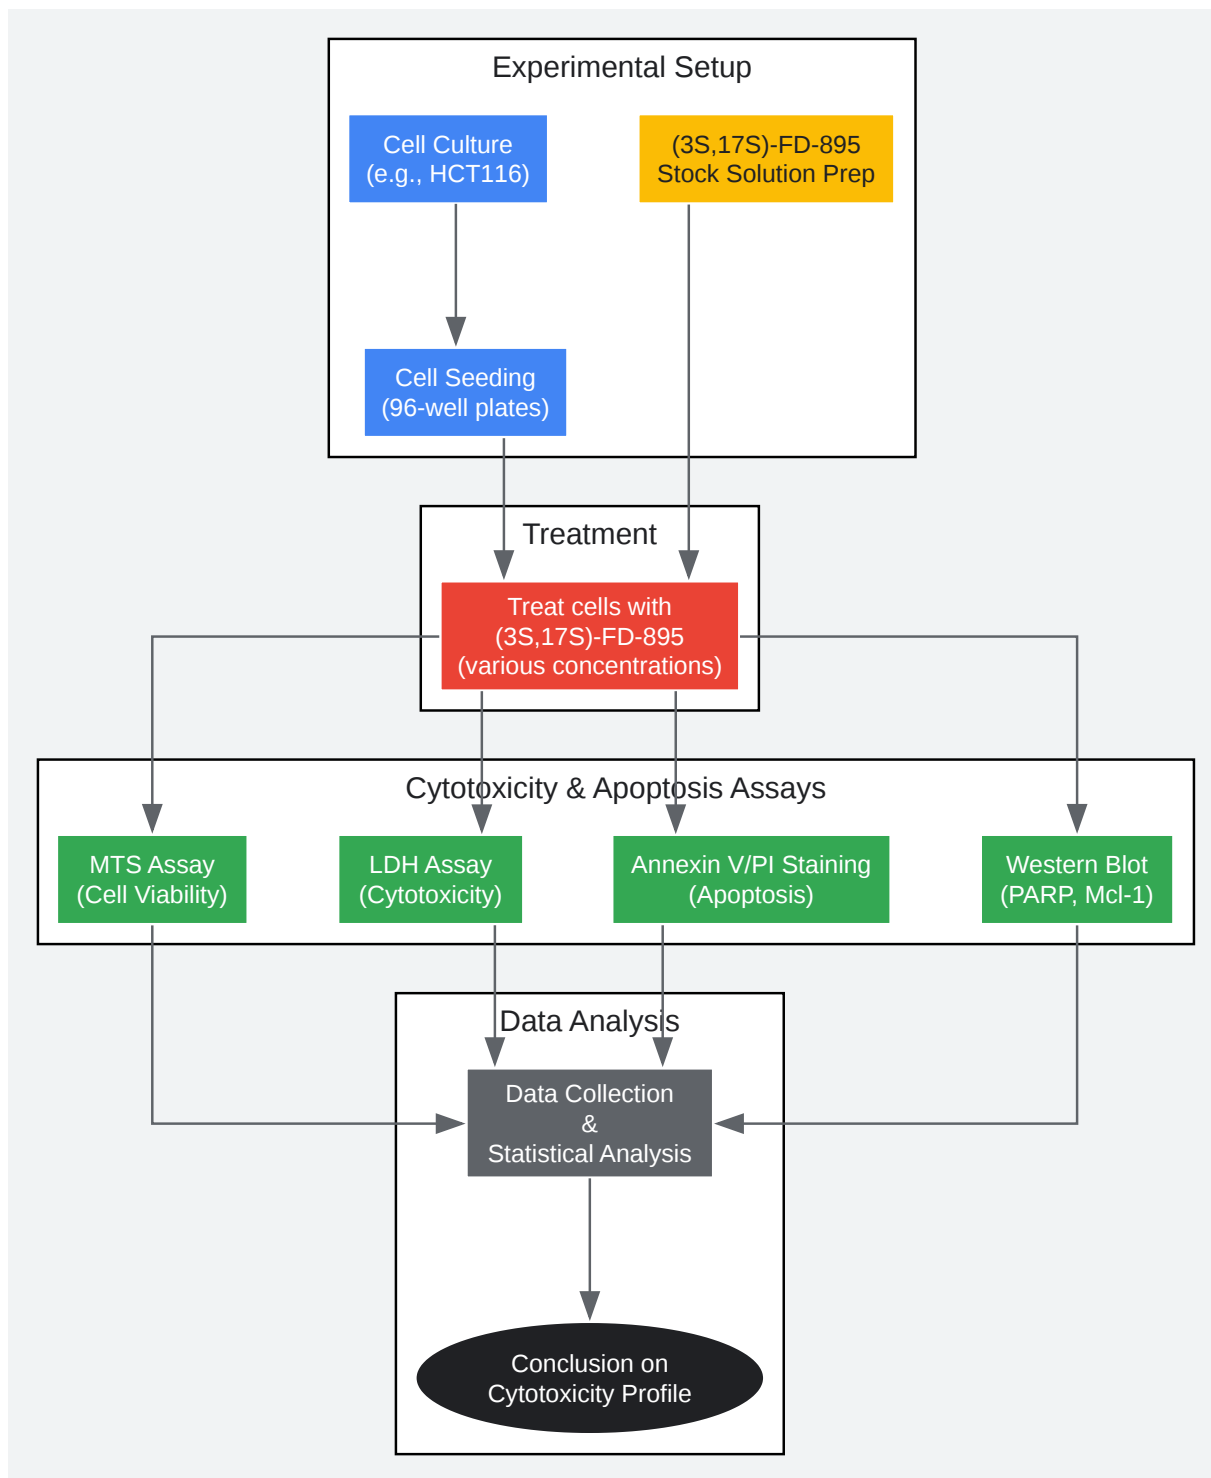 Experimental Setup
Cell Culture
(e.g., HCT116)
(3S,17S)-FD-895
Stock Solution Prep
Cell Seeding
(96-well plates)
Treatment
Treat cells with
(3S,17S)-FD-895
(various concentrations)
Cytotoxicity & Apoptosis Assays
MTS Assay
(Cell Viability)
LDH Assay
(Cytotoxicity)
Annexin V/PI Staining
(Apoptosis)
Western Blot
(PARP, Mcl-1)
Data Analysis
Data Collection
&
Statistical Analysis
Conclusion on
Cytotoxicity Profile